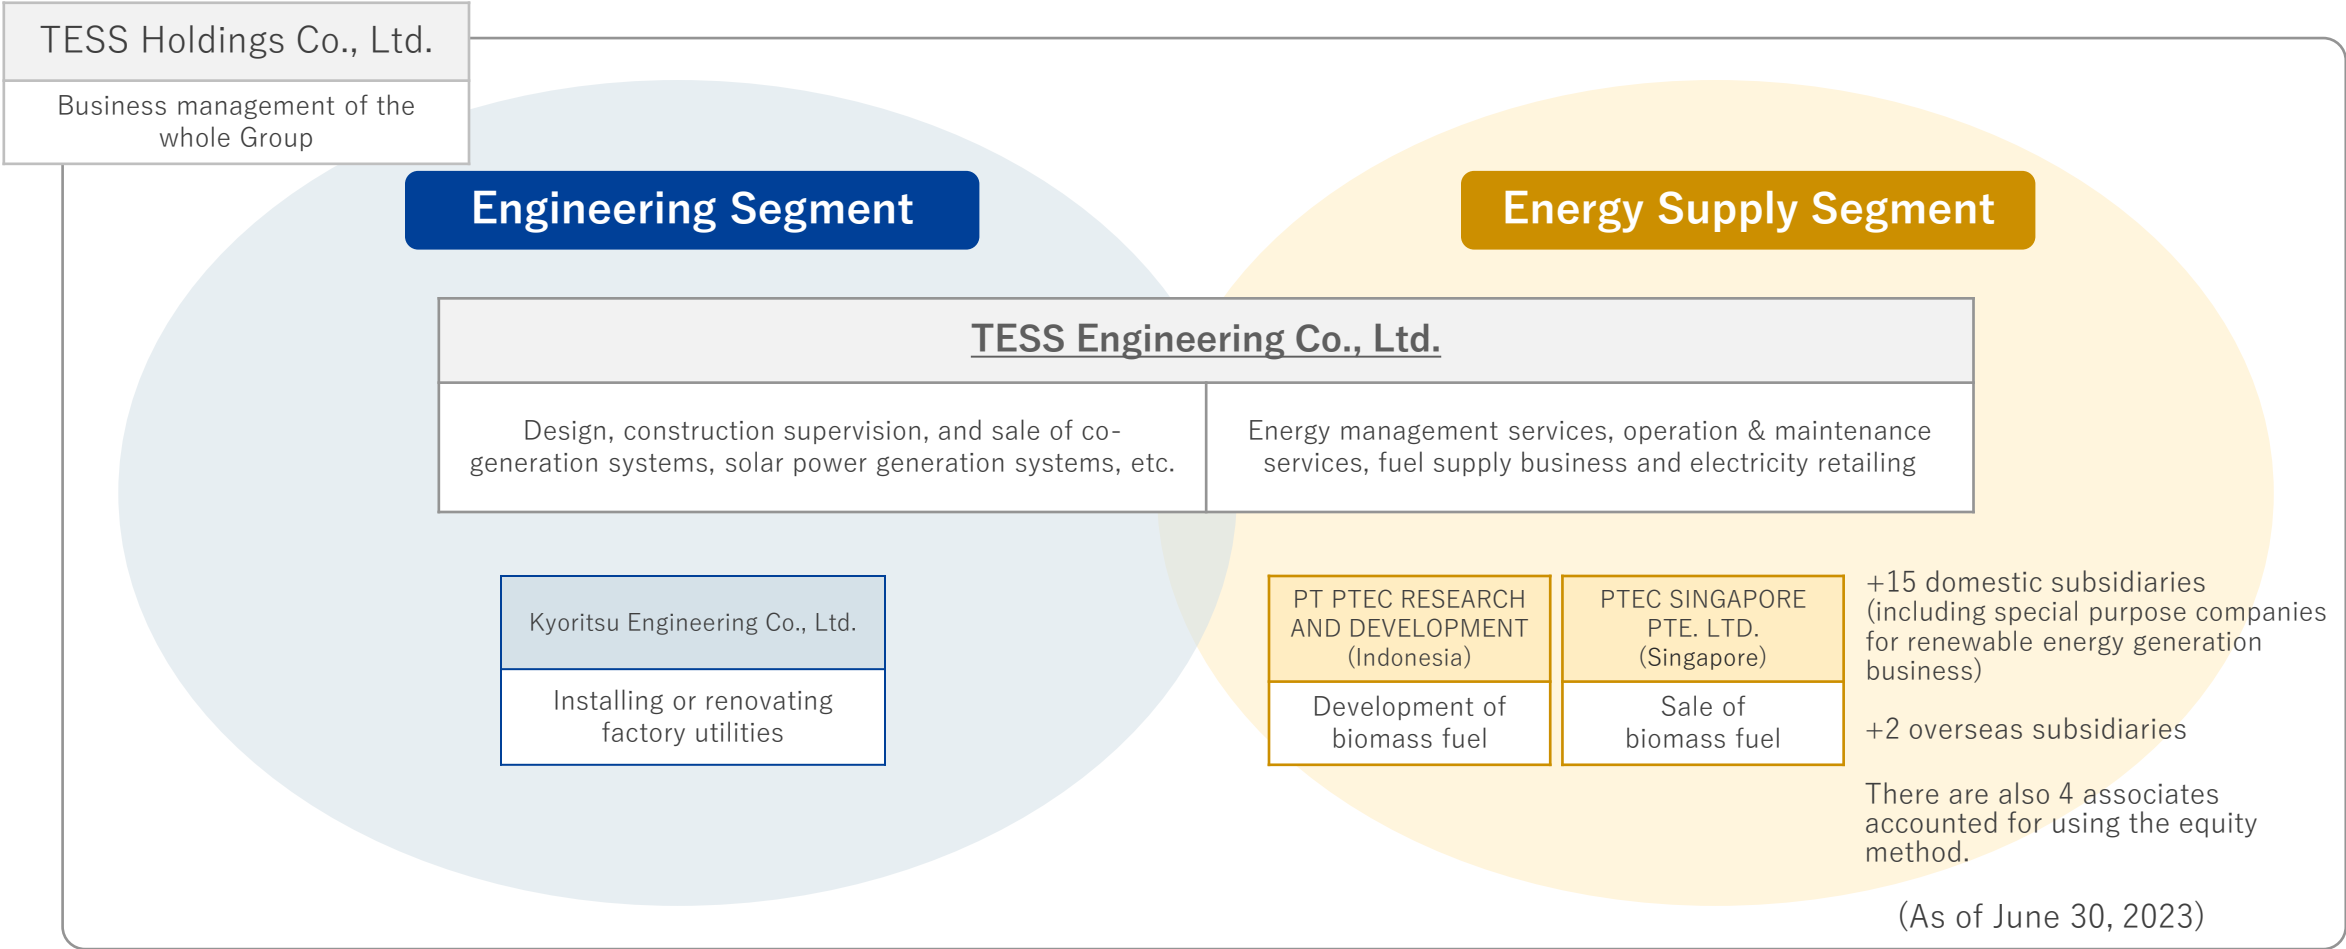 TESS Holdings Co., Ltd.
Business management of the
whole Group
Engineering Segment
Energy Supply Segment
TESS Engineering Co., Ltd.
Design, construction supervision, and sale of co-
generation systems, solar power generation systems, etc.
Energy management services, operation & maintenance
services, fuel supply business and electricity retailing
Kyoritsu Engineering Co., Ltd.
Installing or renovating
factory utilities
PT PTEC RESEARCH
AND DEVELOPMENT
(Indonesia)
Development of
biomass fuel
PTEC SINGAPORE
PTE. LTD.
(Singapore)
Sale of
biomass fuel
+15 domestic subsidiaries
(including special purpose companies
for renewable energy generation
business)
+2 overseas subsidiaries
There are also 4 associates
accounted for using the equity
method.
(As of June 30, 2023)